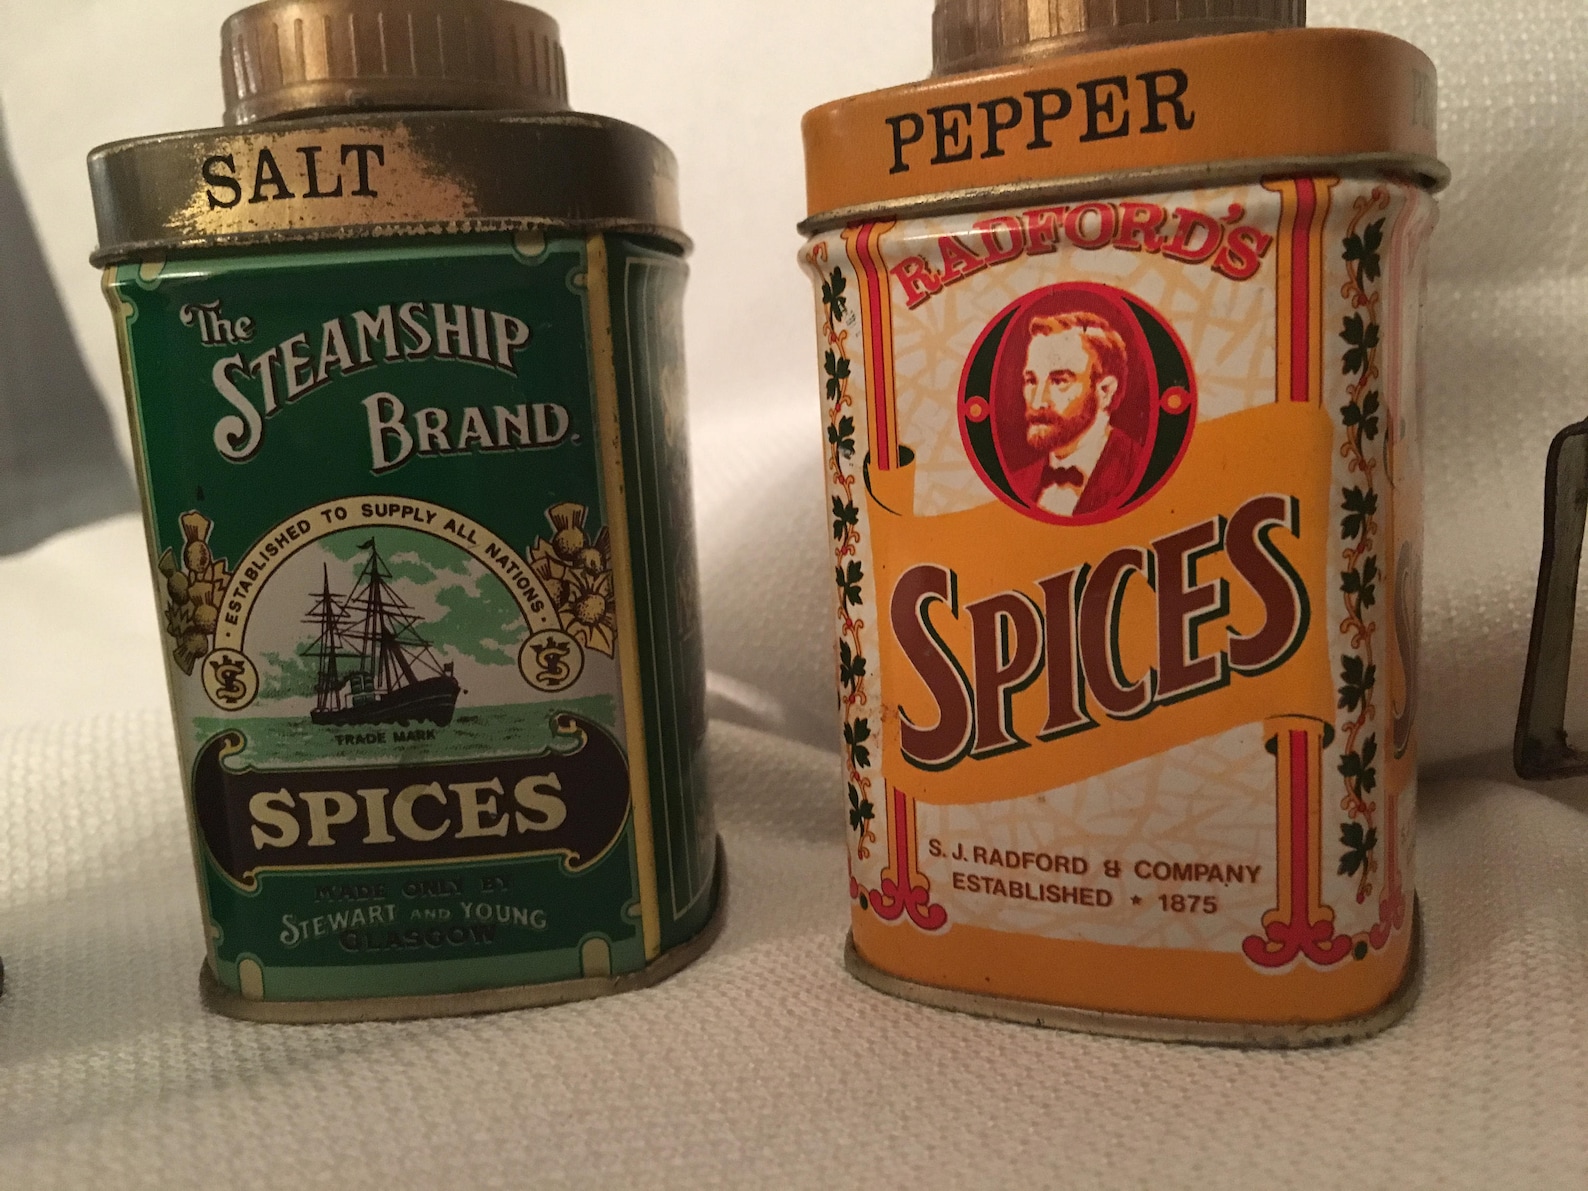 SALT
The
STEAMSHIP
BRAND.
· ESTABLISHED TO SUPPLY ALL NATIONS ·
TRADE MARK
SPICES
MADE ONLY BY
STEWART AND YOUNG
GLASGOW
PEPPER
RADFORD'S
SPICES
S. J. RADFORD & COMPANY
ESTABLISHED ★ 1875